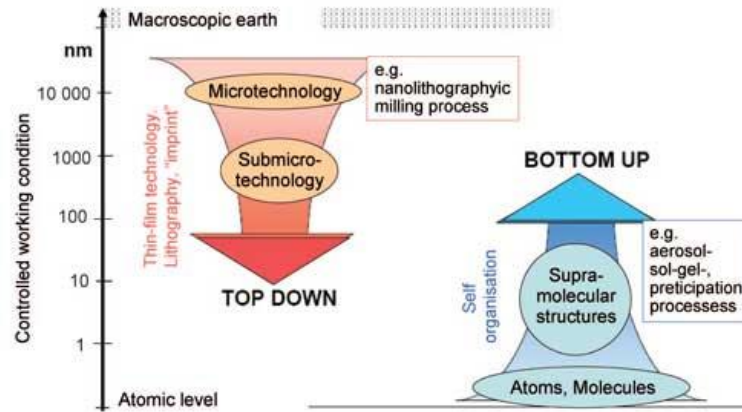 Macroscopic earth
nm
10 000
1000
100
10
1
Controlled working condition
Atomic level
Thin-film technology,
Lithography, "imprint"
Microtechnology
Submicro-
technology
TOP DOWN
e.g.
nanolithographyic
milling process
BOTTOM UP
Self
organisation
Supra-
molecular
structures
Atoms, Molecules
e.g.
aerosol-
sol-gel-,
preticipation
processess